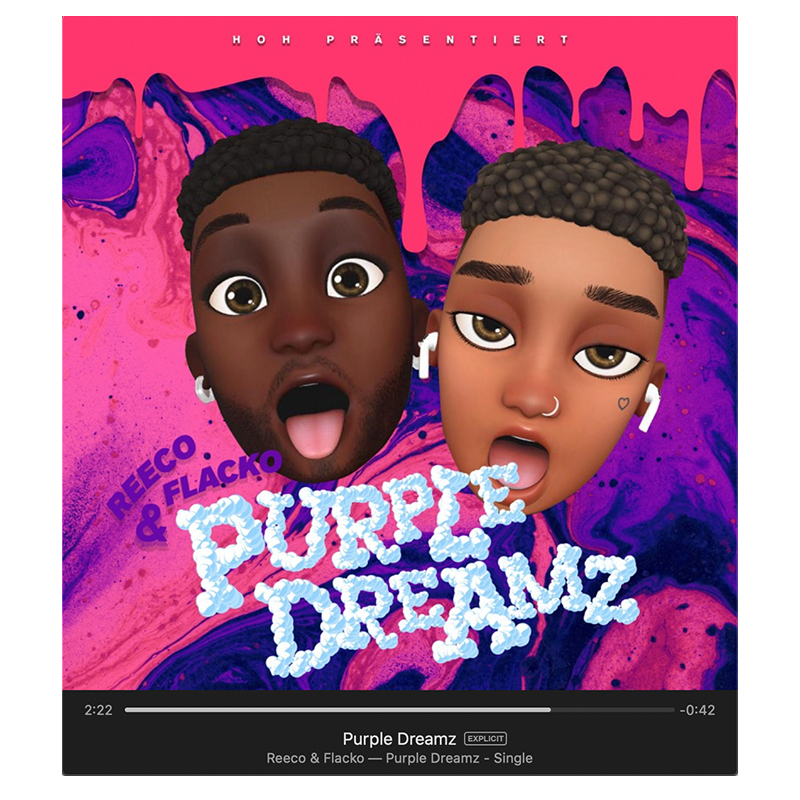 HOH PRÄSENTIERT
REECO
& FLACKO
PURPLE
DREAMZ
2:22
-0:42
Purple Dreamz EXPLICIT
Reeco & Flacko — Purple Dreamz - Single